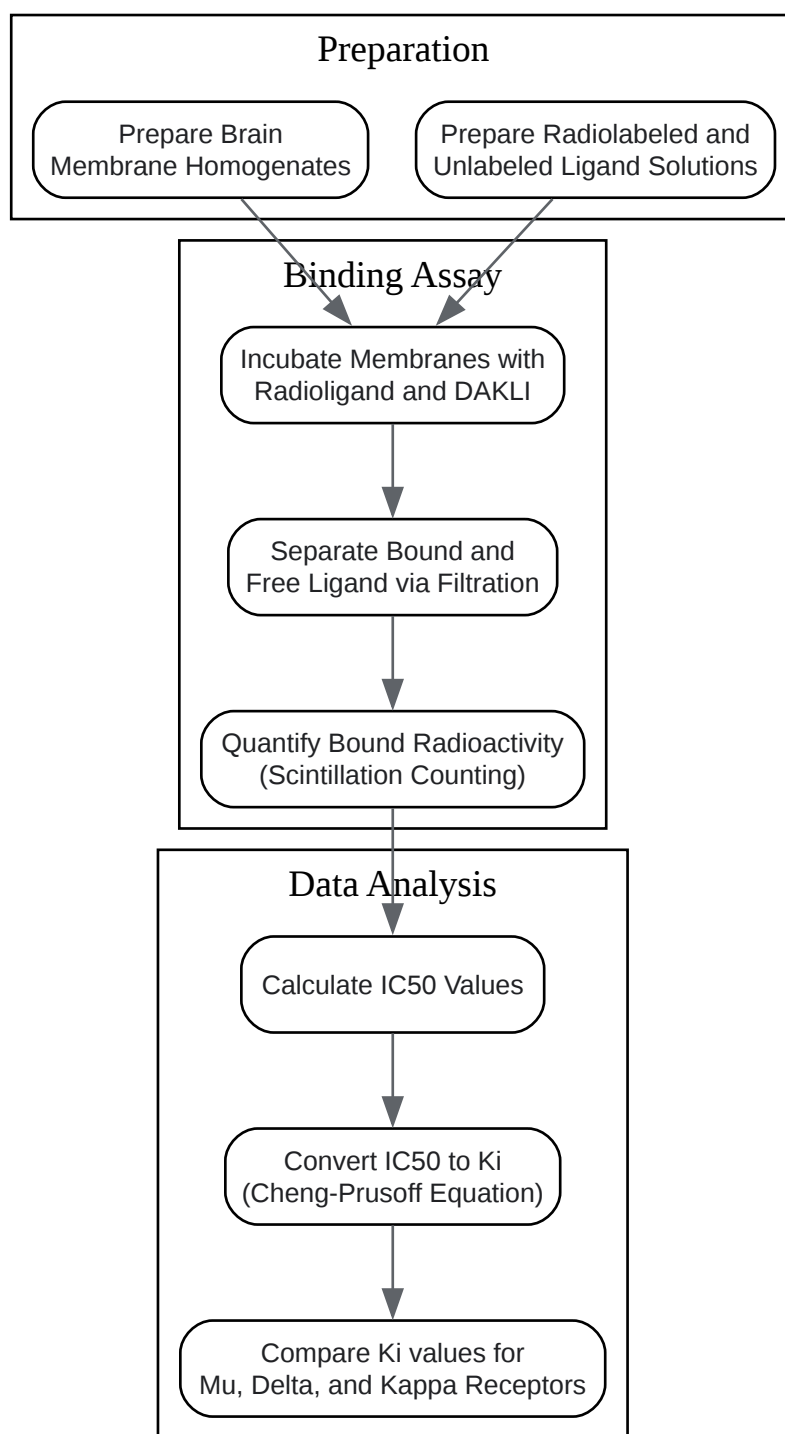 Preparation
Prepare Brain
Membrane Homogenates
Prepare Radiolabeled and
Unlabeled Ligand Solutions
Binding Assay
Incubate Membranes with
Radioligand and DAKLI
Separate Bound and
Free Ligand via Filtration
Quantify Bound Radioactivity
(Scintillation Counting)
Data Analysis
Calculate IC50 Values
Convert IC50 to Ki
(Cheng-Prusoff Equation)
Compare Ki values for
Mu, Delta, and Kappa Receptors